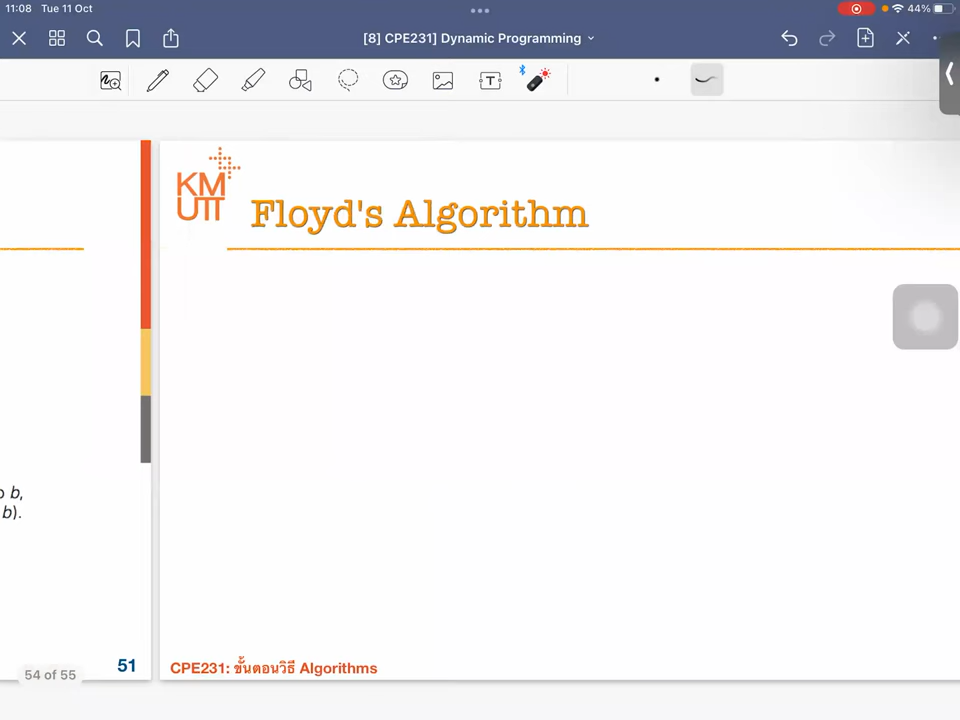 11:08 Tue 11 Oct
44%
[8] CPE231] Dynamic Programming
T
KM
UTT
Floyd's Algorithm
b,
b).
54 of 55
51
CPE231: ขั้นตอนวิธี Algorithms